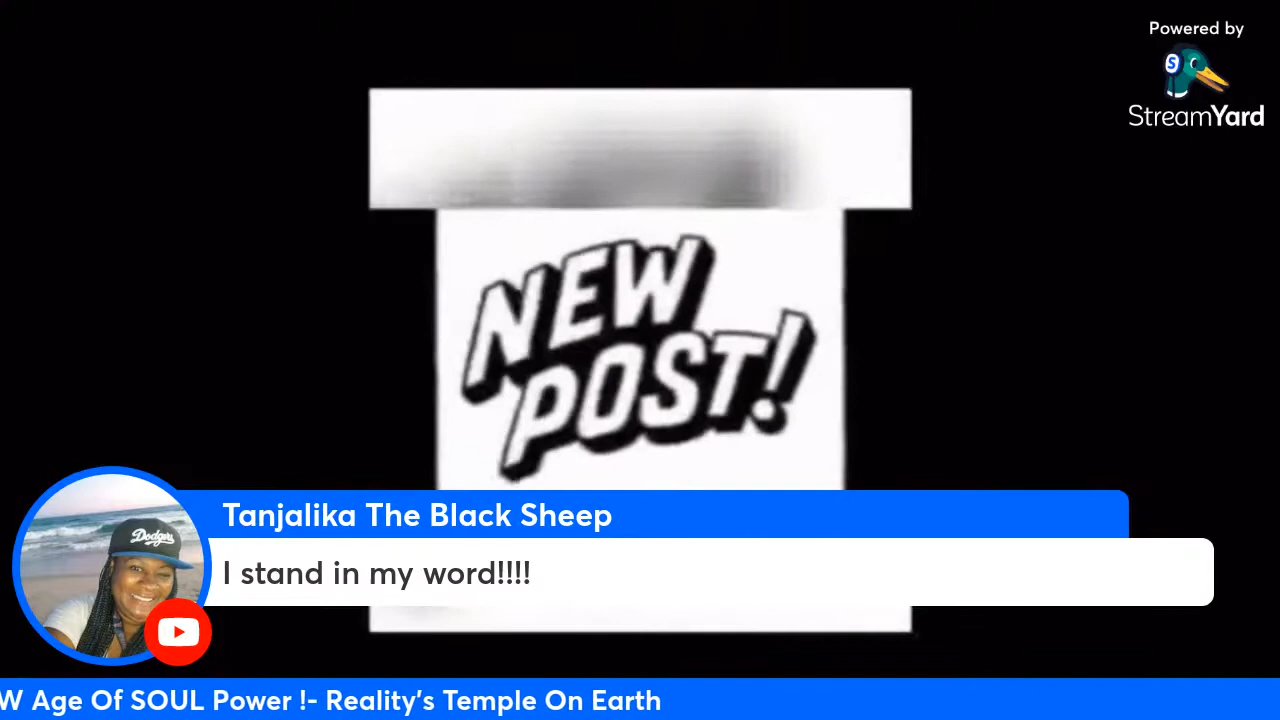 Powered by
StreamYard
NEW
POST!
Dodgers
Tanjalika The Black Sheep
I stand in my word!!!!
W Age Of SOUL Power !- Reality's Temple On Earth